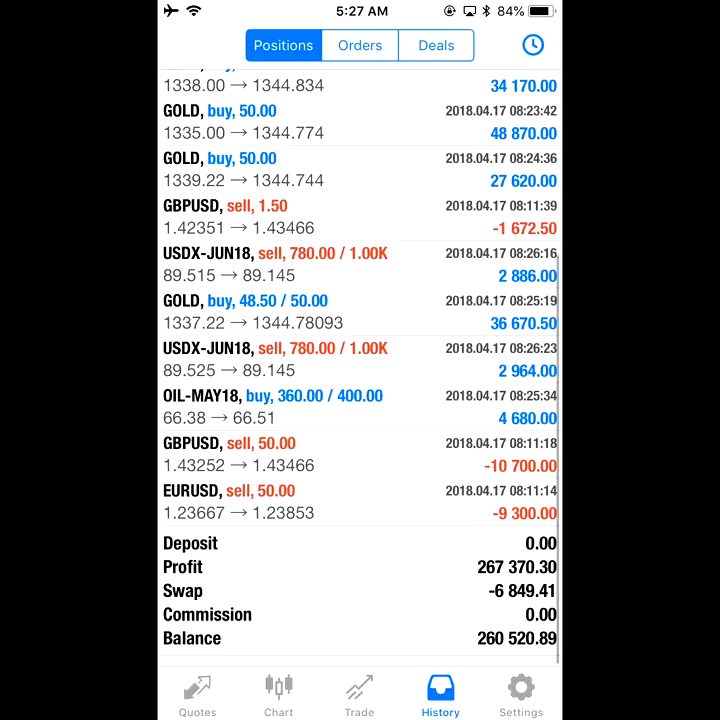 5:27 AM 84%
Positions Orders Deals
1338.00 → 1344.834 34 170.00
GOLD, buy, 50.00 2018.04.17 08:23:42
1335.00 → 1344.774 48 870.00
GOLD, buy, 50.00 2018.04.17 08:24:36
1339.22 → 1344.744 27 620.00
GBPUSD, sell, 1.50 2018.04.17 08:11:39
1.42351 → 1.43466 -1 672.50
USDX-JUN18, sell, 780.00 / 1.00K 2018.04.17 08:26:16
89.515 → 89.145 2 886.00
GOLD, buy, 48.50 / 50.00 2018.04.17 08:25:19
1337.22 → 1344.78093 36 670.50
USDX-JUN18, sell, 780.00 / 1.00K 2018.04.17 08:26:23
89.525 → 89.145 2 964.00
OIL-MAY18, buy, 360.00 / 400.00 2018.04.17 08:25:34
66.38 → 66.51 4 680.00
GBPUSD, sell, 50.00 2018.04.17 08:11:18
1.43252 → 1.43466 -10 700.00
EURUSD, sell, 50.00 2018.04.17 08:11:14
1.23667 → 1.23853 -9 300.00
Deposit 0.00
Profit 267 370.30
Swap -6 849.41
Commission 0.00
Balance 260 520.89
Quotes Chart Trade History Settings